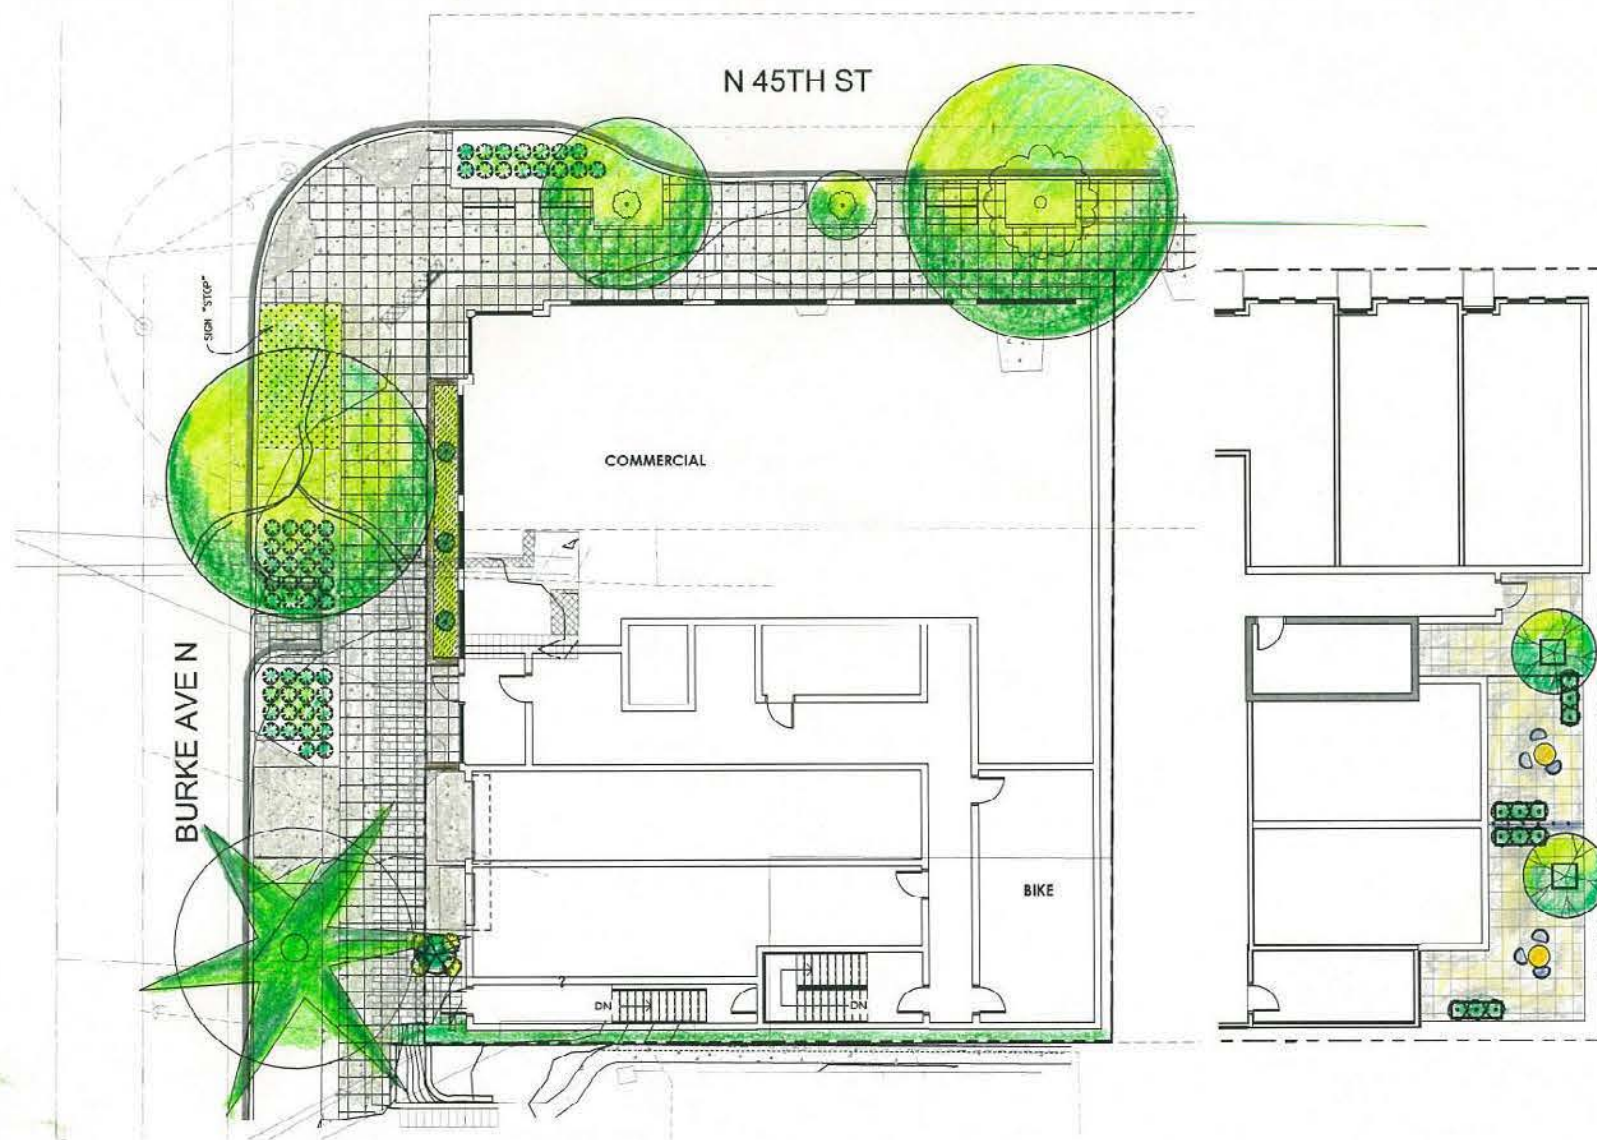 N 45TH ST
SIGN "STOP"
COMMERCIAL
BURKE AVE N
BIKE
DN
DN